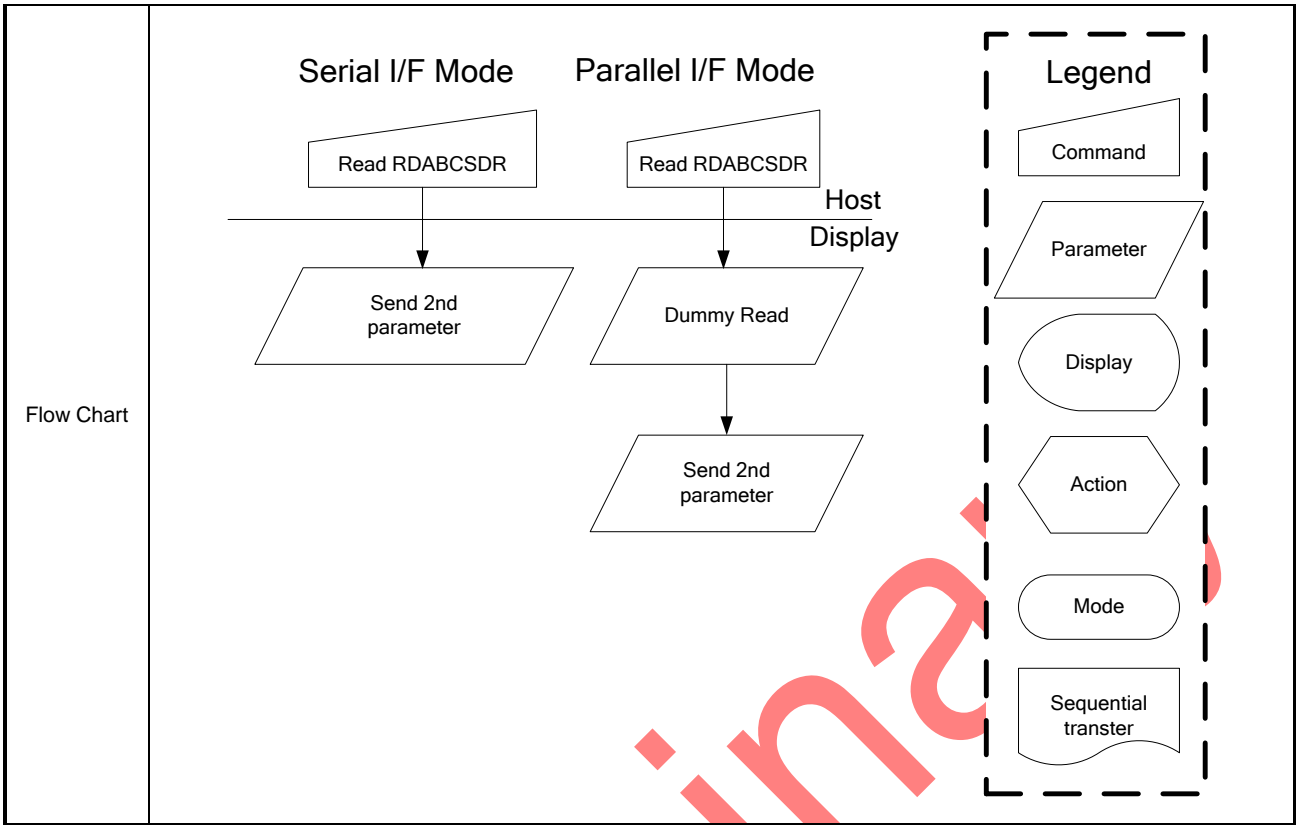 Flow Chart
Serial I/F Mode
Parallel I/F Mode
Read RDABCSDR
Read RDABCSDR
Host
Display
Send 2nd
parameter
Dummy Read
Send 2nd
parameter
Legend
Command
Parameter
Display
Action
Mode
Sequential
transter